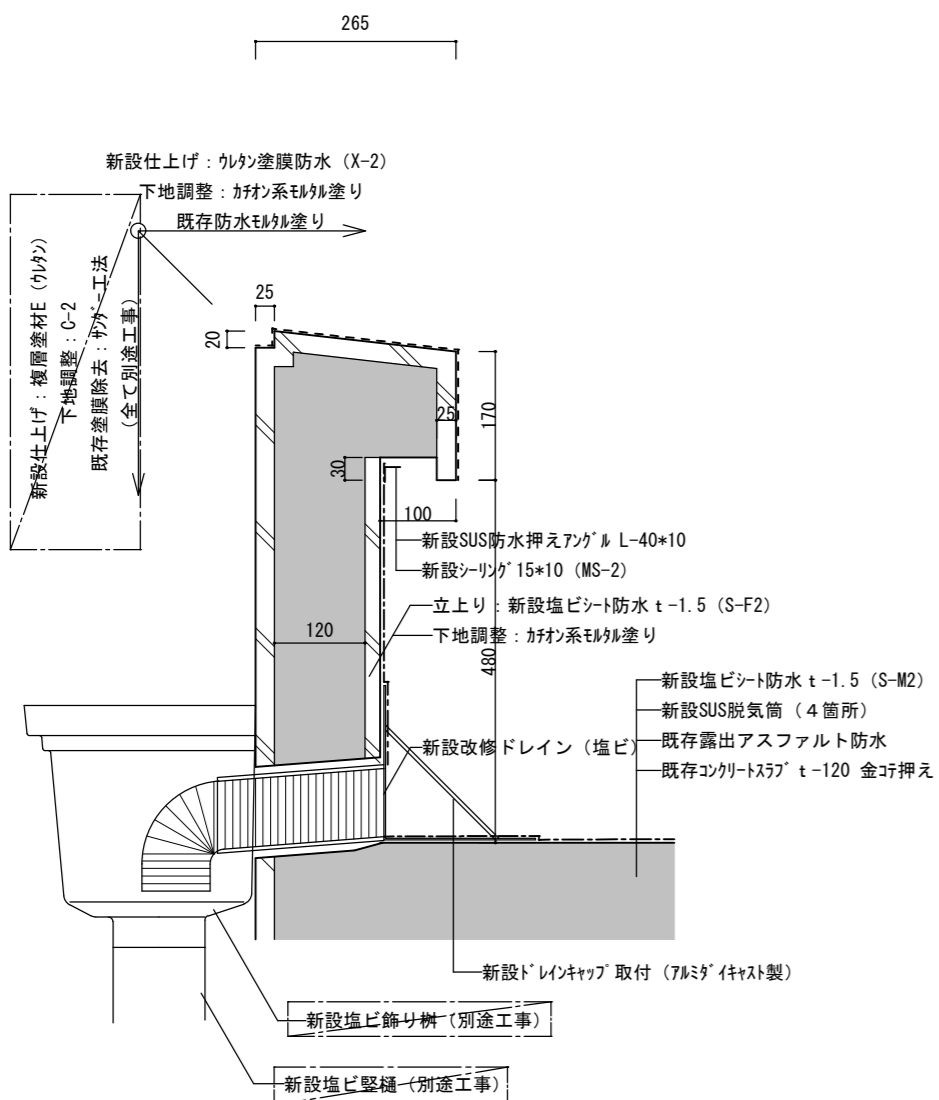 265
新設仕上げ：ｳﾚﾀﾝ塗膜防水（X-2）
下地調整：ｶﾁｵﾝ系ﾓﾙﾀﾙ塗り
既存防水ﾓﾙﾀﾙ塗り
新設仕上げ：複層塗材E（ｳﾚﾀﾝ）
下地調整：C-2
既存塗膜除去：ｻﾝﾀﾞｰ工法
（全て別途工事）
25
20
25
170
30
100
新設SUS防水押えｱﾝｸﾞﾙ L-40*10
新設ｼｰﾘﾝｸﾞ15*10（MS-2）
立上り：新設塩ビｼｰﾄ防水ｔ-1.5（S-F2）
下地調整：ｶﾁｵﾝ系ﾓﾙﾀﾙ塗り
120
480
新設塩ビｼｰﾄ防水ｔ-1.5（S-M2）
新設SUS脱気筒（４箇所）
既存露出アスファルト防水
既存ｺﾝｸﾘｰﾄｽﾗﾌﾞｔ-120 金ｺﾃ押え
新設改修ドレイン（塩ビ）
新設ﾄﾞﾚｲﾝｷｬｯﾌﾟ取付（ｱﾙﾐﾀﾞｲｷｬｽﾄ製）
新設塩ビ飾り桝（別途工事）
新設塩ビ竪樋（別途工事）